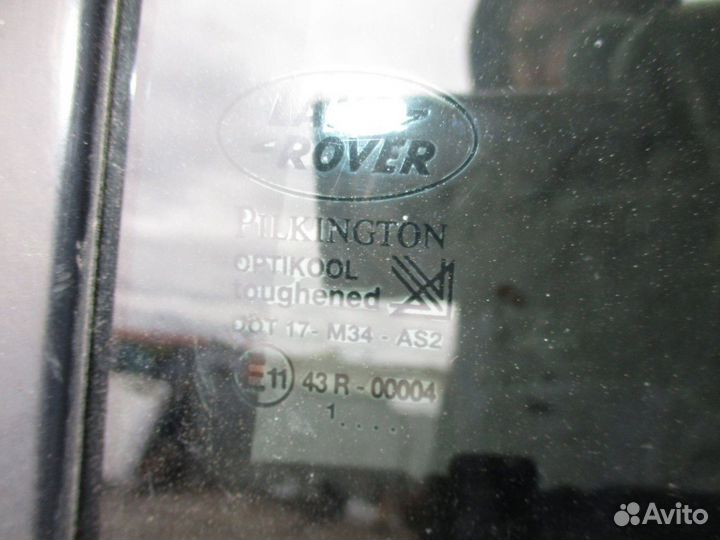 LAND-
-ROVER
PILKINGTON
OPTIKOOL
toughened
DOT 17- M34 - AS2
E11 43 R - 00004
1....
Avito